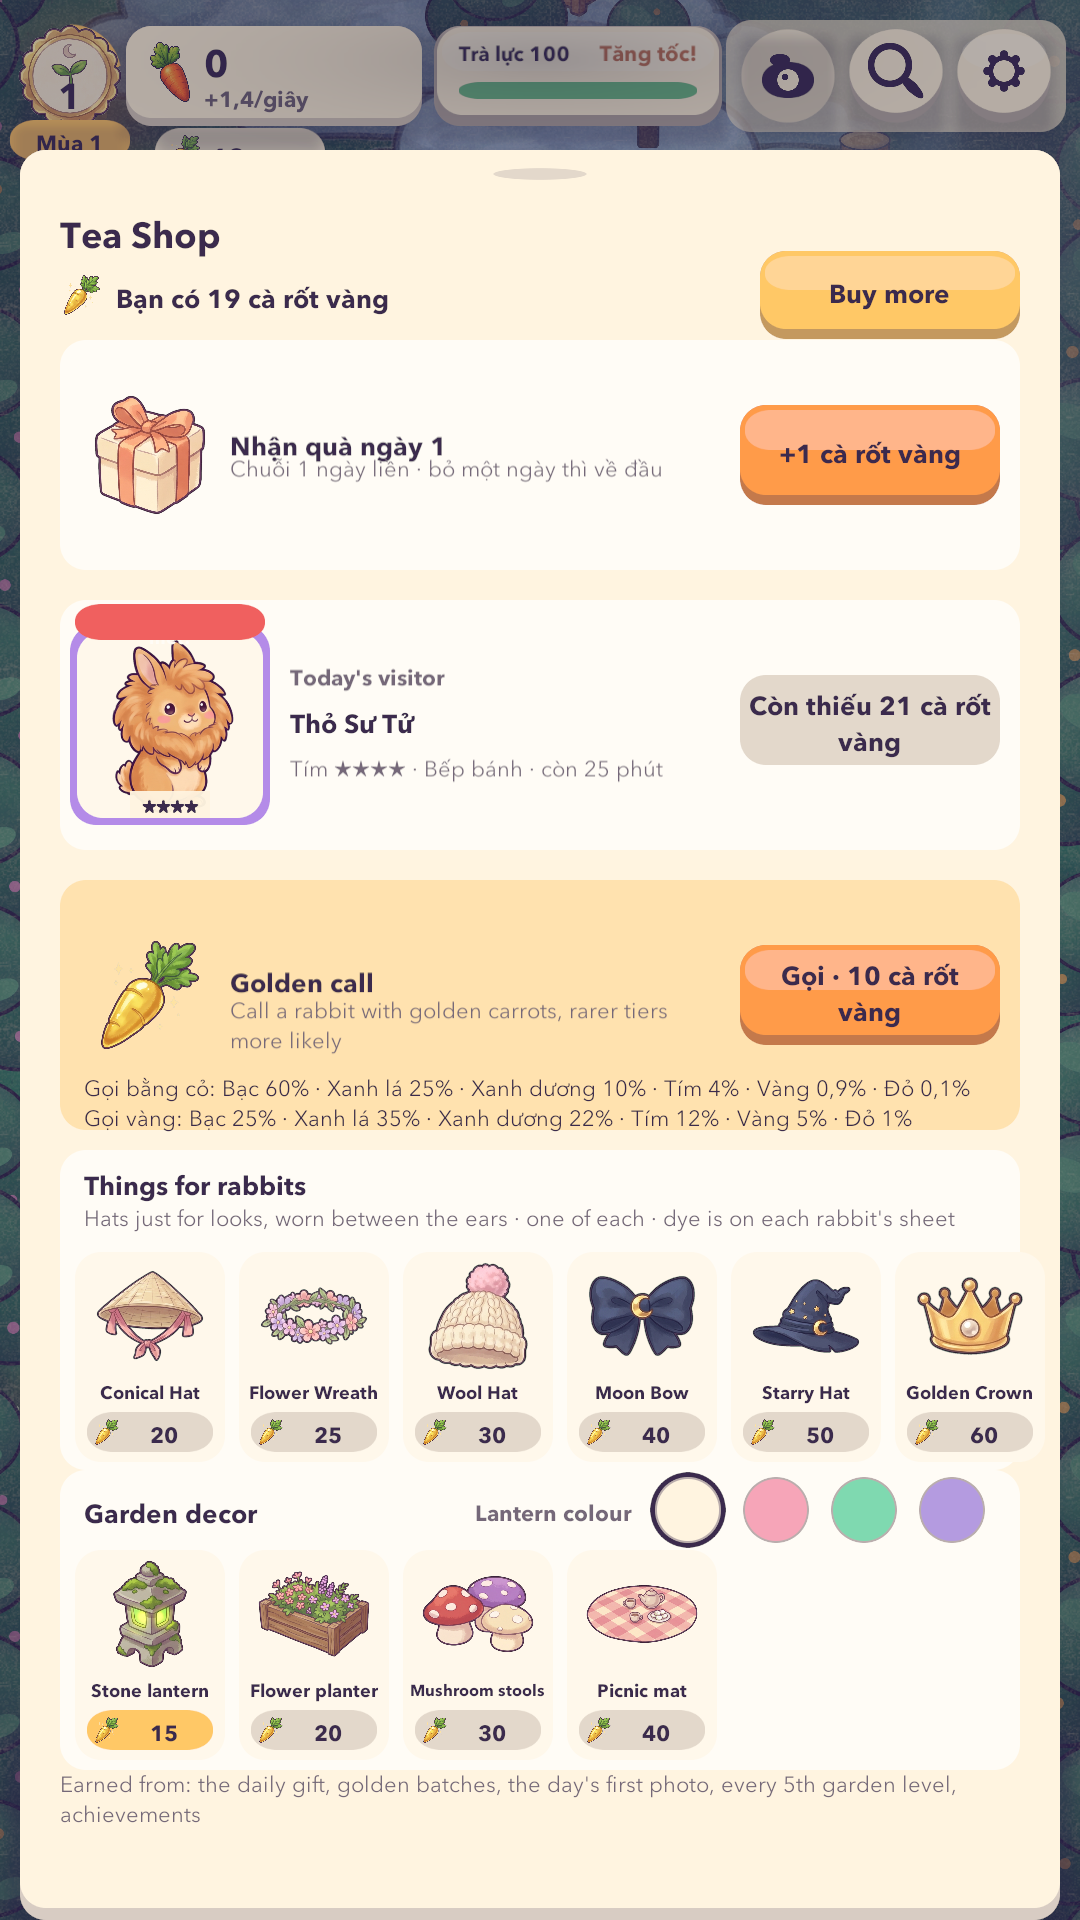 0
+1,4/giây
Trà lực 100
Tăng tốc!
1
Mùa 1
Tea Shop
Bạn có 19 cà rốt vàng
Buy more
Nhận quà ngày 1
Chuỗi 1 ngày liền · bỏ một ngày thì về đầu
+1 cà rốt vàng
Today's visitor
Thỏ Sư Tử
Tím ★★★★ · Bếp bánh · còn 25 phút
★★★★
Còn thiếu 21 cà rốt
vàng
Golden call
Call a rabbit with golden carrots, rarer tiers
more likely
Gọi · 10 cà rốt
vàng
Gọi bằng cỏ: Bạc 60% · Xanh lá 25% · Xanh dương 10% · Tím 4% · Vàng 0,9% · Đỏ 0,1%
Gọi vàng: Bạc 25% · Xanh lá 35% · Xanh dương 22% · Tím 12% · Vàng 5% · Đỏ 1%
Things for rabbits
Hats just for looks, worn between the ears · one of each · dye is on each rabbit's sheet
Conical Hat
Flower Wreath
Wool Hat
Moon Bow
Starry Hat
Golden Crown
20
25
30
40
50
60
Garden decor
Lantern colour
Stone lantern
Flower planter
Mushroom stools
Picnic mat
15
20
30
40
Earned from: the daily gift, golden batches, the day's first photo, every 5th garden level,
achievements